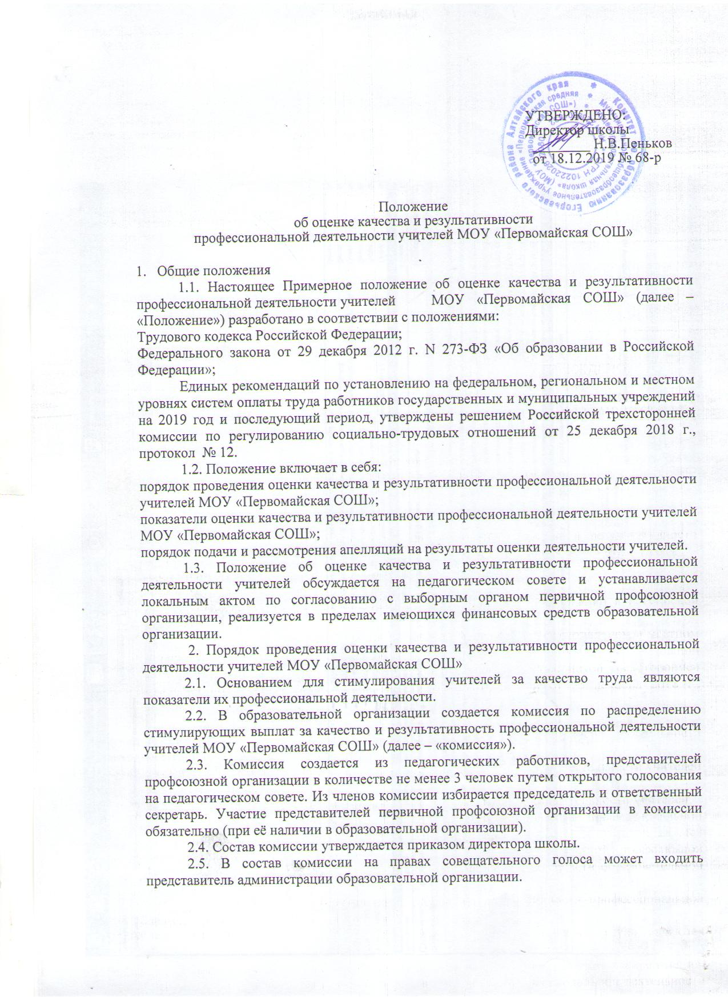 УТВЕРЖДЕНО:
Директор школы
________ Н.В.Пеньков
от 18.12.2019 № 68-р
Комитет по образованию Егорьевского района Алтайского края
Положение
об оценке качества и результативности
профессиональной деятельности учителей МОУ «Первомайская СОШ»
1. Общие положения
1.1. Настоящее Примерное положение об оценке качества и результативности
профессиональной деятельности учителей МОУ «Первомайская СОШ» (далее –
«Положение») разработано в соответствии с положениями:
Трудового кодекса Российской Федерации;
Федерального закона от 29 декабря 2012 г. N 273-ФЗ «Об образовании в Российской
Федерации»;
Единых рекомендаций по установлению на федеральном, региональном и местном
уровнях систем оплаты труда работников государственных и муниципальных учреждений
на 2019 год и последующий период, утверждены решением Российской трехсторонней
комиссии по регулированию социально-трудовых отношений от 25 декабря 2018 г.,
протокол № 12.
1.2. Положение включает в себя:
порядок проведения оценки качества и результативности профессиональной деятельности
учителей МОУ «Первомайская СОШ»;
показатели оценки качества и результативности профессиональной деятельности учителей
МОУ «Первомайская СОШ»;
порядок подачи и рассмотрения апелляций на результаты оценки деятельности учителей.
1.3. Положение об оценке качества и результативности профессиональной
деятельности учителей обсуждается на педагогическом совете и устанавливается
локальным актом по согласованию с выборным органом первичной профсоюзной
организации, реализуется в пределах имеющихся финансовых средств образовательной
организации.
2. Порядок проведения оценки качества и результативности профессиональной
деятельности учителей МОУ «Первомайская СОШ»
2.1. Основанием для стимулирования учителей за качество труда являются
показатели их профессиональной деятельности.
2.2. В образовательной организации создается комиссия по распределению
стимулирующих выплат за качество и результативность профессиональной деятельности
учителей МОУ «Первомайская СОШ» (далее – «комиссия»).
2.3. Комиссия создается из педагогических работников, представителей
профсоюзной организации в количестве не менее 3 человек путем открытого голосования
на педагогическом совете. Из членов комиссии избирается председатель и ответственный
секретарь. Участие представителей первичной профсоюзной организации в комиссии
обязательно (при её наличии в образовательной организации).
2.4. Состав комиссии утверждается приказом директора школы.
2.5. В состав комиссии на правах совещательного голоса может входить
представитель администрации образовательной организации.